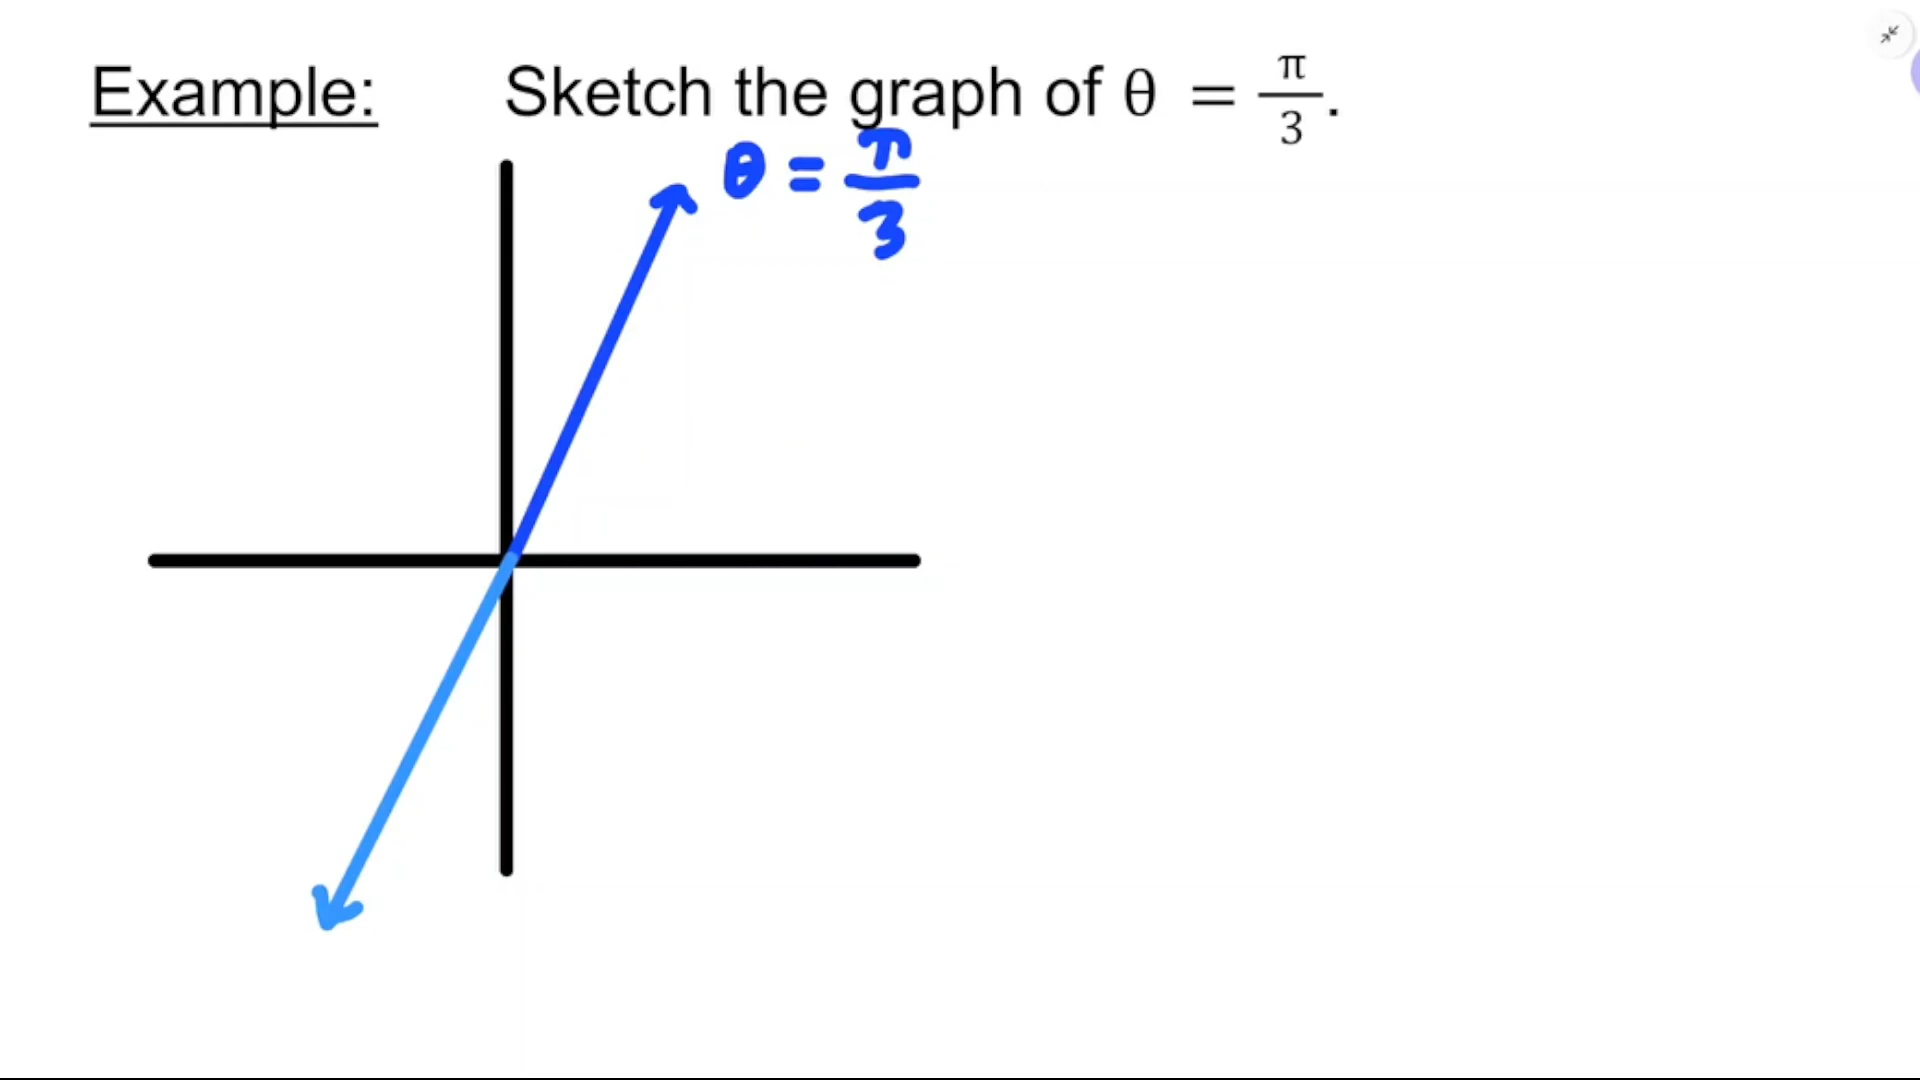 Example: Sketch the graph of θ = π/3.
θ = π/3